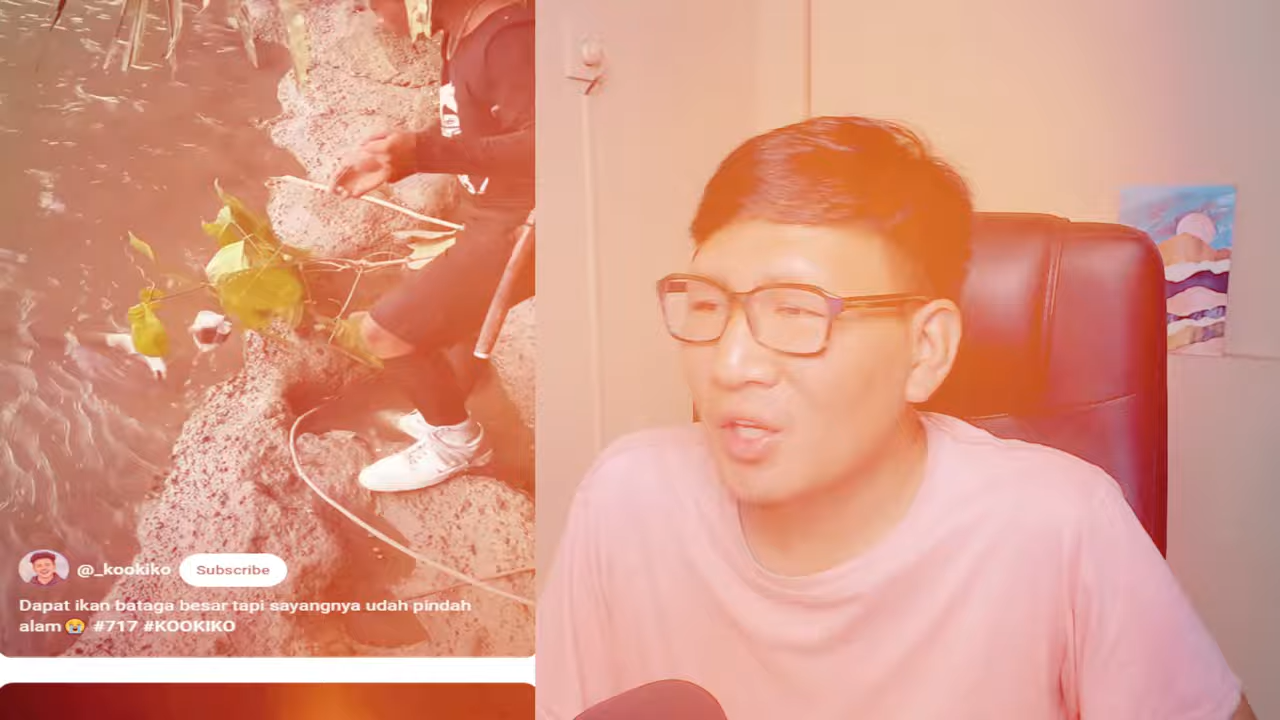 @_kookiko Subscribe
Dapat ikan bataga besar tapi sayangnya udah pindah
alam😭 #717 #KOOKIKO